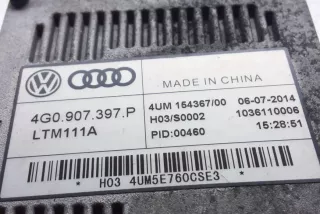 MADE IN CHINA
4G0.907.397.P
LTM111A
4UM 154367/00 06-07-2014
H03/S0002 1036110006
PID:00460 15:28:51
* H03 4UM5E760CSE3 *